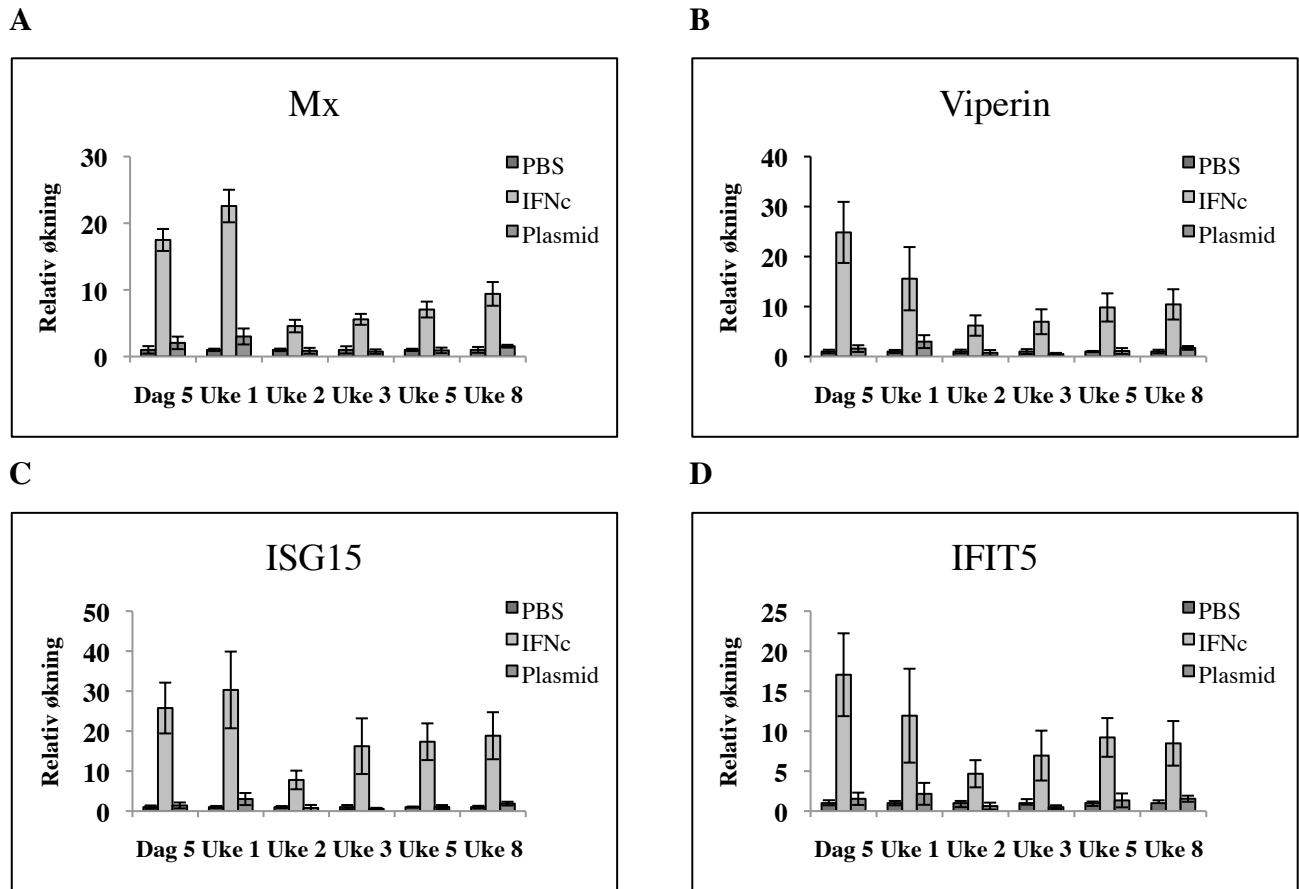 A
Mx
30
20
10
0
Relativ økning
PBS
IFNc
Plasmid
Dag 5 Uke 1 Uke 2 Uke 3 Uke 5 Uke 8
B
Viperin
40
30
20
10
0
Relativ økning
PBS
IFNc
Plasmid
Dag 5 Uke 1 Uke 2 Uke 3 Uke 5 Uke 8
C
ISG15
50
40
30
20
10
0
Relativ økning
PBS
IFNc
Plasmid
Dag 5 Uke 1 Uke 2 Uke 3 Uke 5 Uke 8
D
IFIT5
25
20
15
10
5
0
Relativ økning
PBS
IFNc
Plasmid
Dag 5 Uke 1 Uke 2 Uke 3 Uke 5 Uke 8